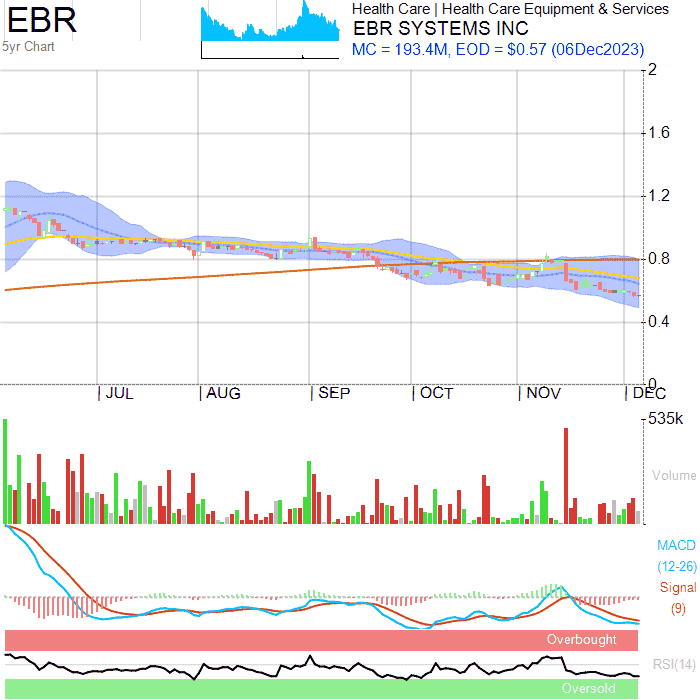 EBR
5yr Chart
Health Care | Health Care Equipment & Services
EBR SYSTEMS INC
MC = 193.4M, EOD = $0.57 (06Dec2023)
2
1.6
1.2
0.8
0.4
0
JUL AUG SEP OCT NOV DEC
535k
Volume
MACD
(12-26)
Signal
(9)
Overbought
RSI(14)
Oversold